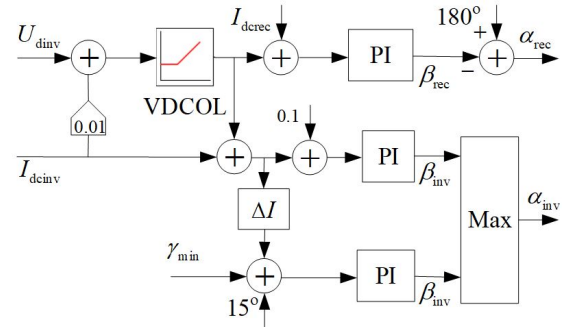 U_dinv
I_dcrec
180°
+
−
α_rec
+
+
PI
β_rec
+
VDCOL
0.01
0.1
I_dcinv
+
+
PI
β_inv
ΔI
Max
α_inv
γ_min
+
PI
β_inv
15°